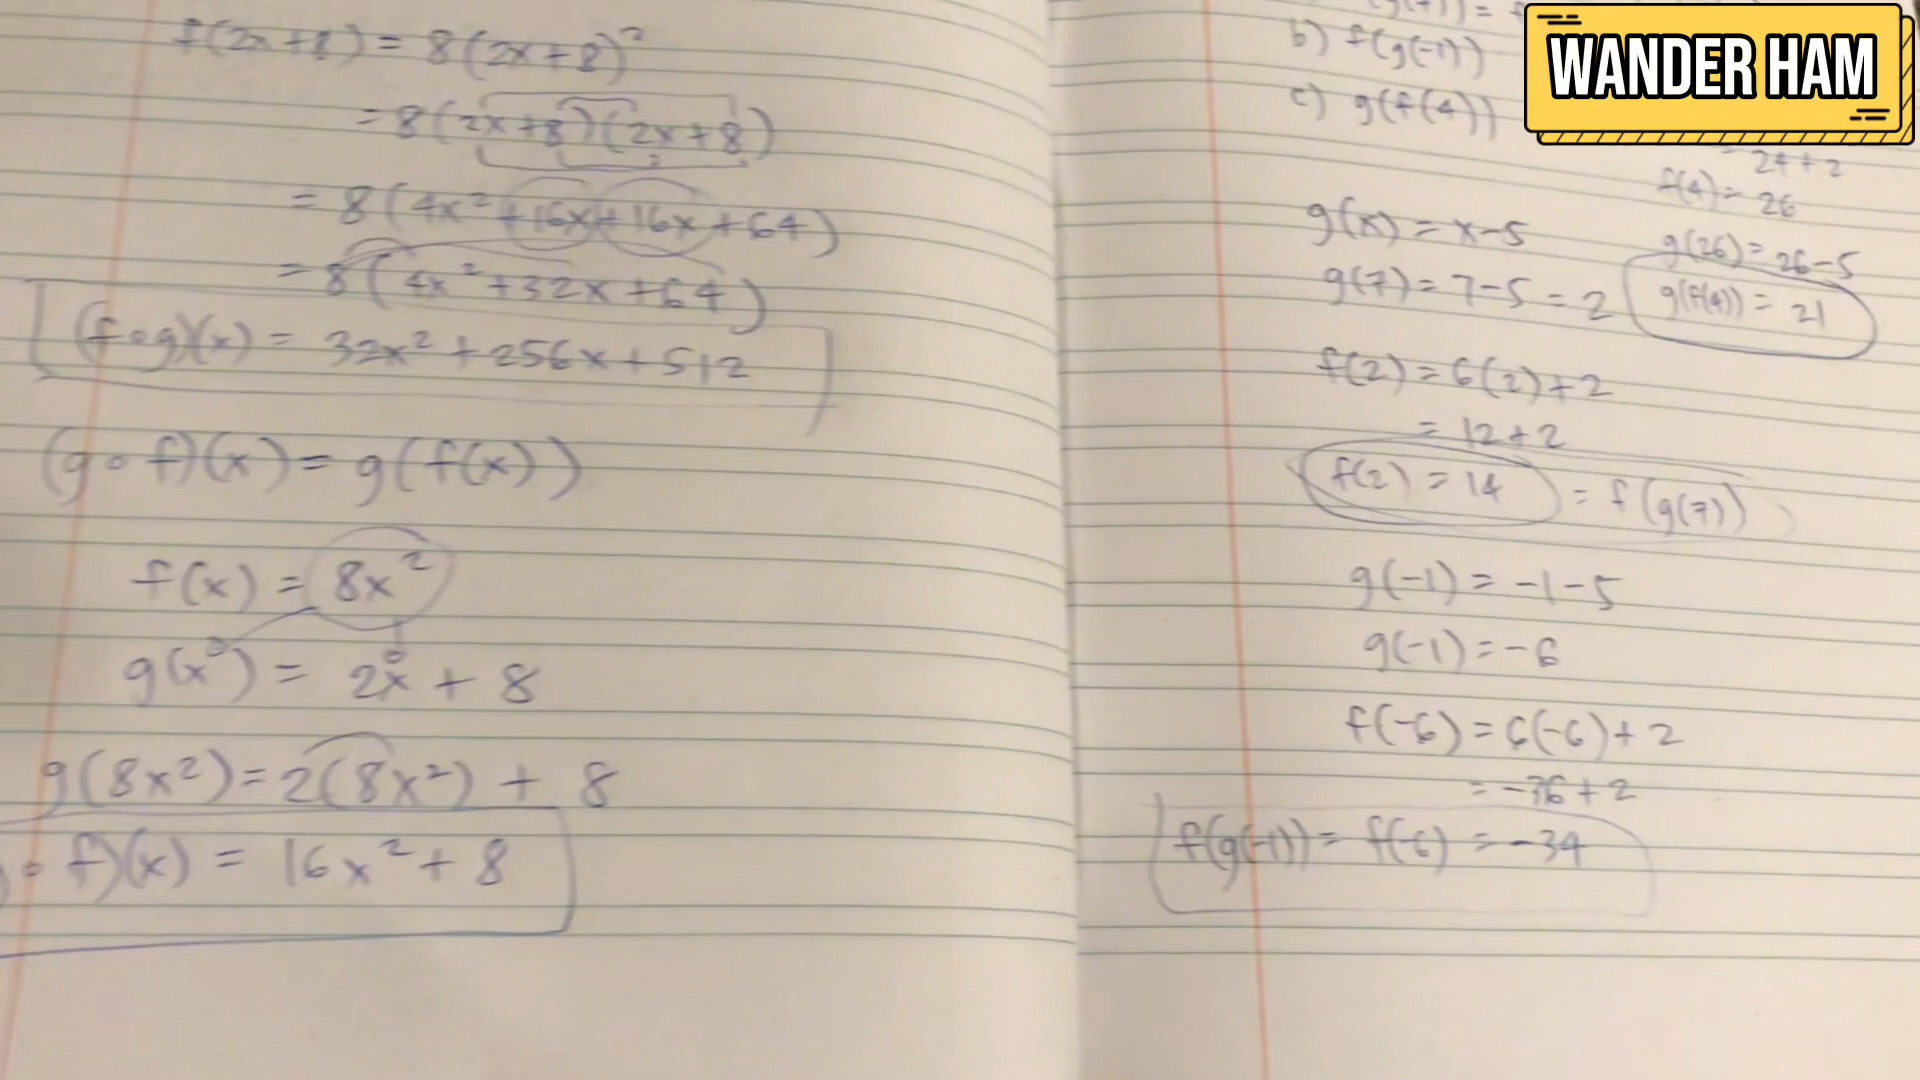 f(2x+8) = 8(2x+8)²
= 8(2x+8)(2x+8)
= 8(4x²+16x+16x+64)
= 8(4x²+32x+64)
(f∘g)(x) = 32x²+256x+512
(g∘f)(x) = g(f(x))
f(x) = 8x²
g(x) = 2x + 8
g(8x²) = 2(8x²) + 8
∘ f)(x) = 16x² + 8
b) f(g(-1))
c) g(f(4))
WANDER HAM
= 24+2
f(4) = 26
g(26) = 26-5
g(f(4)) = 21
g(x) = x-5
g(7) = 7-5 = 2
f(2) = 6(2)+2
= 12+2
f(2) = 14 = f(g(7))
g(-1) = -1-5
g(-1) = -6
f(-6) = 6(-6)+2
= -36+2
f(g(-1)) = f(-6) = -34